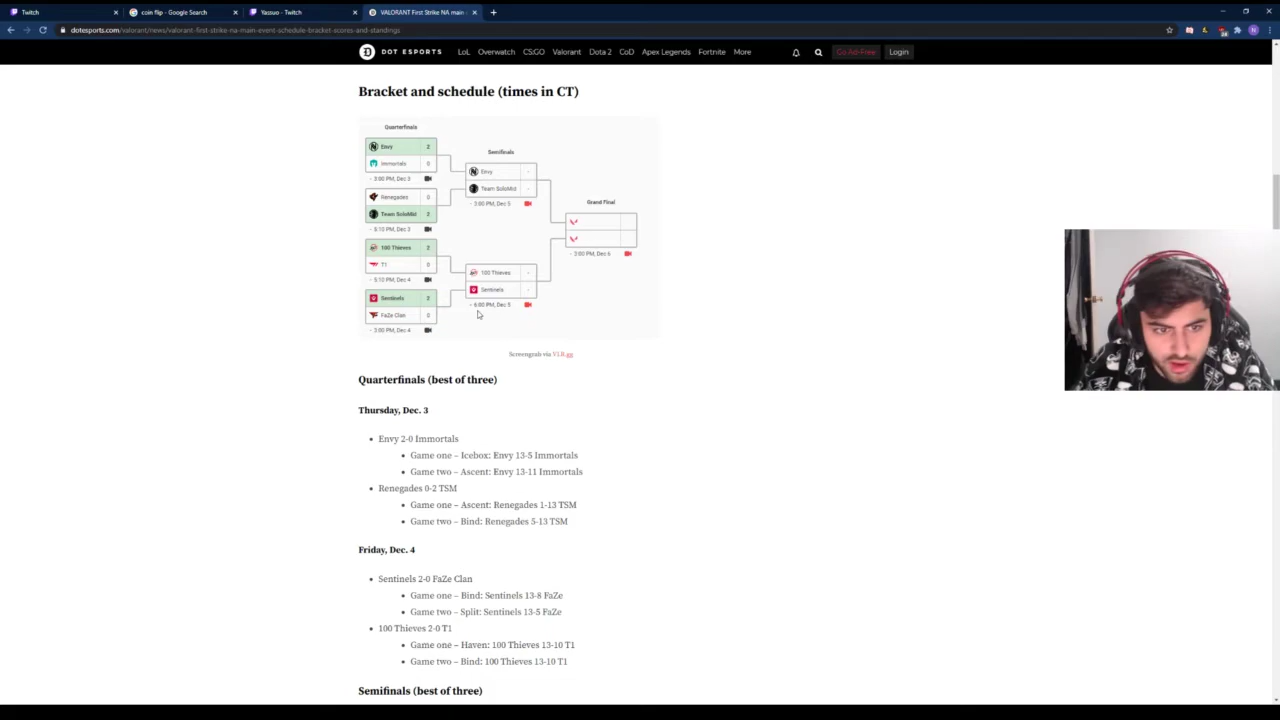 Twitch
coin flip - Google Search
Yassuo - Twitch
VALORANT First Strike NA main
dotesports.com/valorant/news/valorant-first-strike-na-main-event-schedule-bracket-scores-and-standings
DOT ESPORTS LoL Overwatch CS:GO Valorant Dota 2 CoD Apex Legends Fortnite More Go Ad-Free Login
Bracket and schedule (times in CT)
Quarterfinals
Envy 2
Immortals 0
- 3:00 PM, Dec 3
Renegades 0
Team SoloMid 2
- 5:10 PM, Dec 3
100 Thieves 2
T1 0
- 5:10 PM, Dec 4
Sentinels 2
FaZe Clan 0
- 3:00 PM, Dec 4
Semifinals
Envy -
Team SoloMid -
- 3:00 PM, Dec 5
100 Thieves -
Sentinels -
- 6:00 PM, Dec 5
Grand Final
- 3:00 PM, Dec 6
Screengrab via VLR.gg
Quarterfinals (best of three)
Thursday, Dec. 3
Envy 2-0 Immortals
Game one – Icebox: Envy 13-5 Immortals
Game two – Ascent: Envy 13-11 Immortals
Renegades 0-2 TSM
Game one – Ascent: Renegades 1-13 TSM
Game two – Bind: Renegades 5-13 TSM
Friday, Dec. 4
Sentinels 2-0 FaZe Clan
Game one – Bind: Sentinels 13-8 FaZe
Game two – Split: Sentinels 13-5 FaZe
100 Thieves 2-0 T1
Game one – Haven: 100 Thieves 13-10 T1
Game two – Bind: 100 Thieves 13-10 T1
Semifinals (best of three)